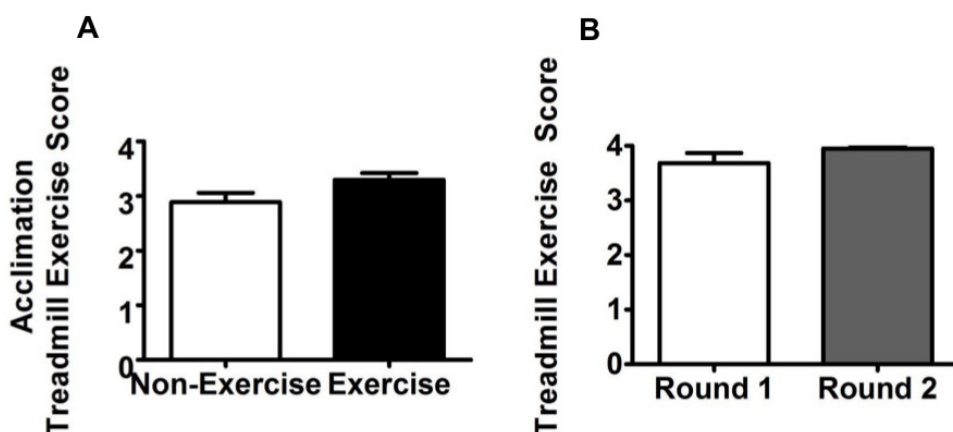 A
Acclimation
Treadmill Exercise Score
4
3
2
1
0
Non-Exercise Exercise
B
Treadmill Exercise Score
4
3
2
1
0
Round 1 Round 2